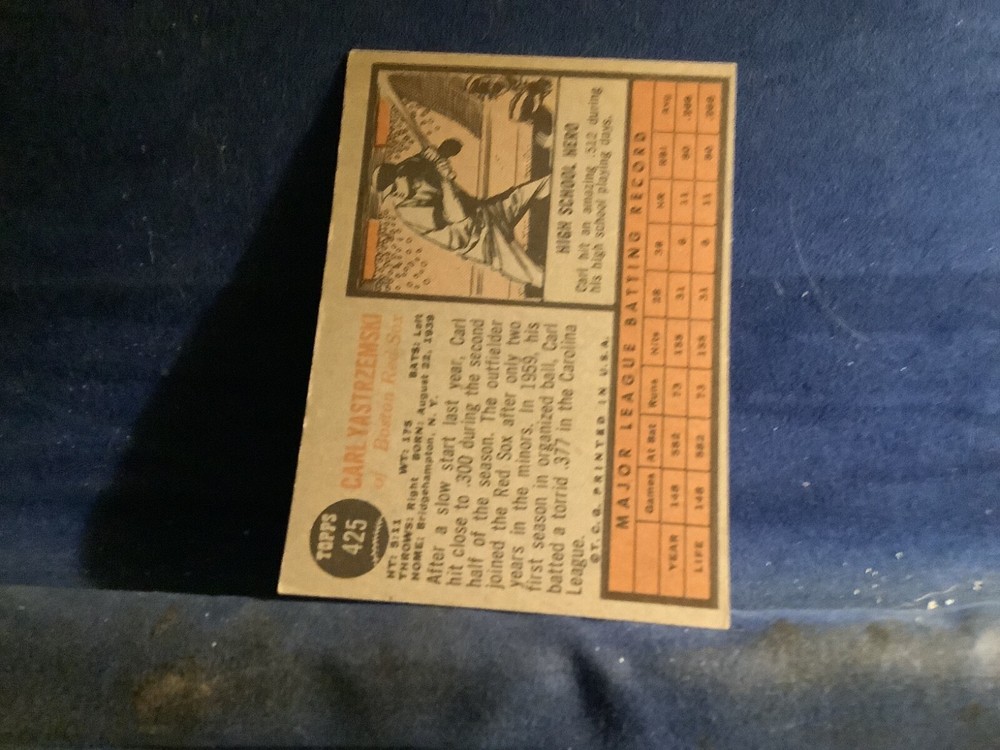 TOPPS
425
CARL YASTRZEMSKI
of Boston Red Sox
HT: 5:11 WT: 175 BATS: Left
THROWS: Right BORN: August 22, 1939
HOME: Bridgehampton, N. Y.
After a slow start last year, Carl
hit close to .300 during the second
half of the season. The outfielder
joined the Red Sox after only two
years in the minors. In 1959, his
first season in organized ball, Carl
batted a torrid .377 in the Carolina
League.
©T. C. G. PRINTED IN U.S.A.
HIGH SCHOOL HERO
Carl hit an amazing .512 during
his high school playing days.
MAJOR LEAGUE BATTING RECORD
Games At Bat Runs Hits 2B 3B HR RBI Avg.
YEAR 148 582 73 155 31 6 11 80 .266
LIFE 148 582 73 155 31 6 11 80 .266